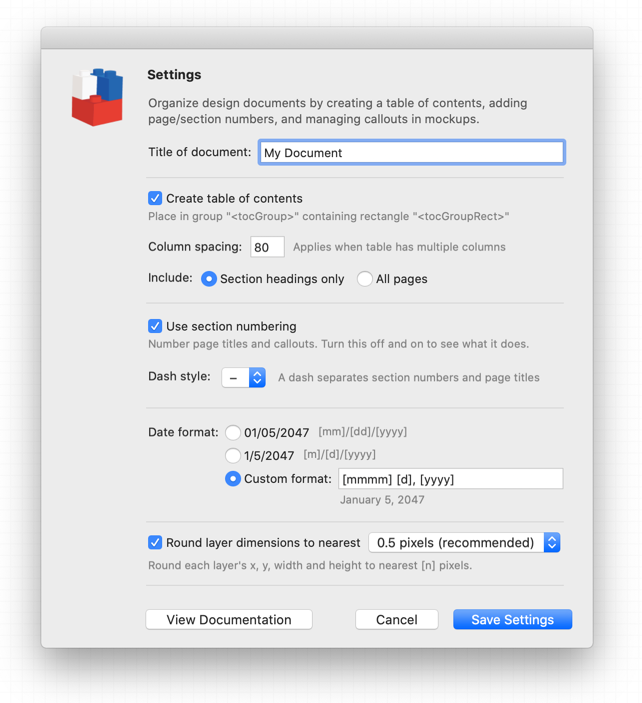 Settings
Organize design documents by creating a table of contents, adding
page/section numbers, and managing callouts in mockups.
Title of document: My Document
Create table of contents
Place in group "<tocGroup>" containing rectangle "<tocGroupRect>"
Column spacing: 80 Applies when table has multiple columns
Include: Section headings only All pages
Use section numbering
Number page titles and callouts. Turn this off and on to see what it does.
Dash style: – A dash separates section numbers and page titles
Date format: 01/05/2047 [mm]/[dd]/[yyyy]
1/5/2047 [m]/[d]/[yyyy]
Custom format: [mmmm] [d], [yyyy]
January 5, 2047
Round layer dimensions to nearest 0.5 pixels (recommended)
Round each layer's x, y, width and height to nearest [n] pixels.
View Documentation Cancel Save Settings